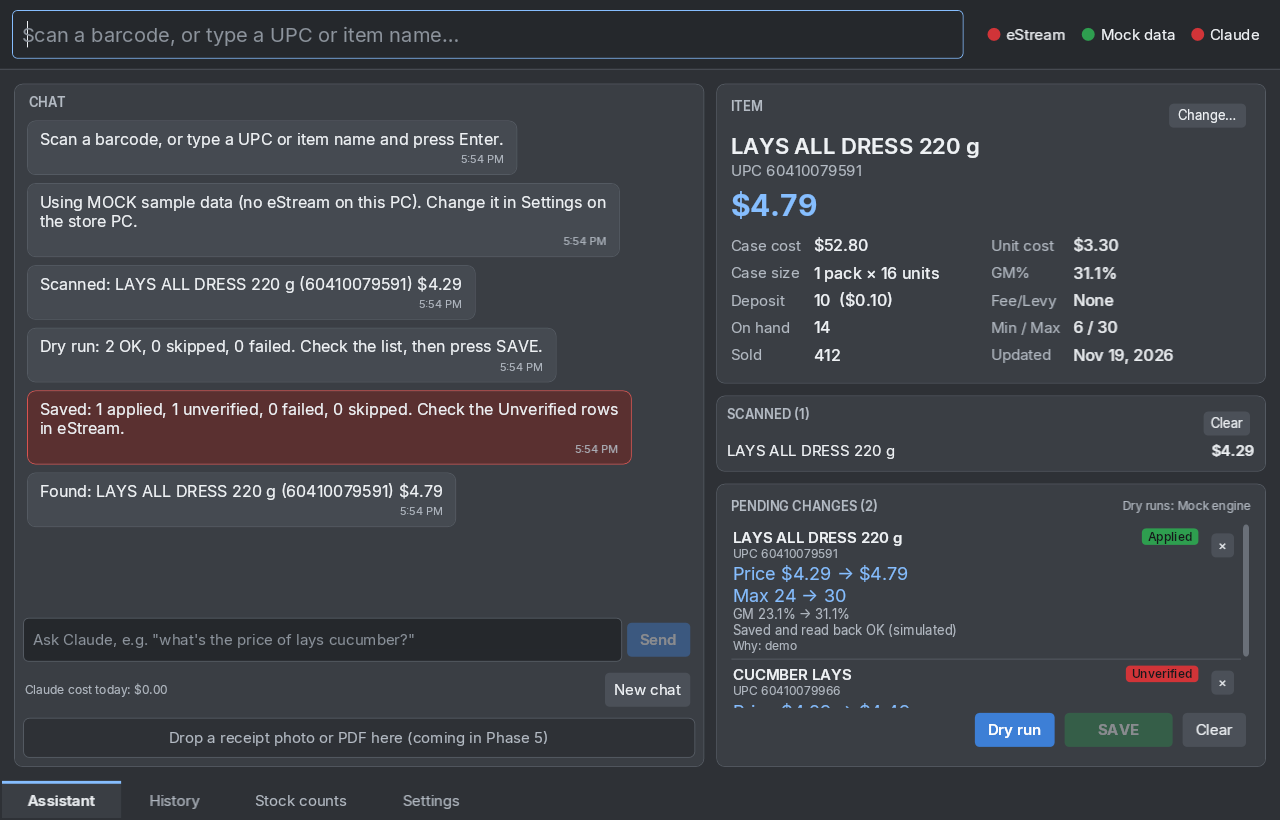 Scan a barcode, or type a UPC or item name...
eStream
Mock data
Claude
CHAT
Scan a barcode, or type a UPC or item name and press Enter.
5:54 PM
Using MOCK sample data (no eStream on this PC). Change it in Settings on
the store PC.
5:54 PM
Scanned: LAYS ALL DRESS 220 g (60410079591) $4.29
5:54 PM
Dry run: 2 OK, 0 skipped, 0 failed. Check the list, then press SAVE.
5:54 PM
Saved: 1 applied, 1 unverified, 0 failed, 0 skipped. Check the Unverified rows
in eStream.
5:54 PM
Found: LAYS ALL DRESS 220 g (60410079591) $4.79
5:54 PM
Ask Claude, e.g. "what's the price of lays cucumber?"
Send
Claude cost today: $0.00
New chat
Drop a receipt photo or PDF here (coming in Phase 5)
ITEM
Change...
LAYS ALL DRESS 220 g
UPC 60410079591
$4.79
Case cost $52.80 Unit cost $3.30
Case size 1 pack × 16 units GM% 31.1%
Deposit 10 ($0.10) Fee/Levy None
On hand 14 Min / Max 6 / 30
Sold 412 Updated Nov 19, 2026
SCANNED (1)
Clear
LAYS ALL DRESS 220 g $4.29
PENDING CHANGES (2)
Dry runs: Mock engine
LAYS ALL DRESS 220 g
Applied
×
UPC 60410079591
Price $4.29 → $4.79
Max 24 → 30
GM 23.1% → 31.1%
Saved and read back OK (simulated)
Why: demo
CUCMBER LAYS
Unverified
×
UPC 60410079966
Dry run
SAVE
Clear
Assistant
History
Stock counts
Settings